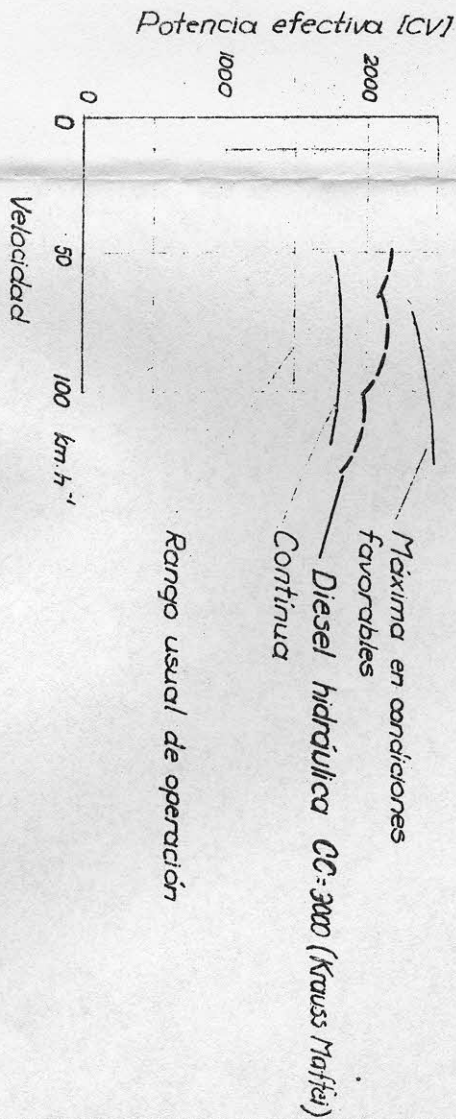 Potencia efectiva [CV]
2000
1000
0
0
50
100 km.h⁻¹
Velocidad
Máxima en condiciones
favorables
Diesel hidráulica CC=3000 (Krauss Maffei)
Continua
Rango usual de operación